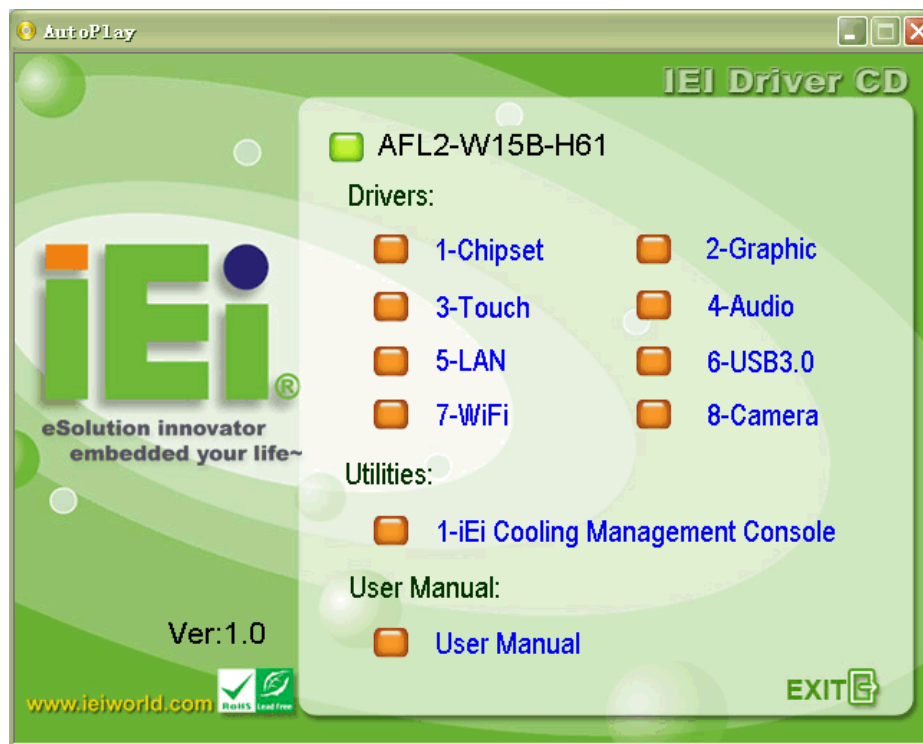 AutoPlay
IEI Driver CD
AFL2-W15B-H61
Drivers:
1-Chipset
2-Graphic
3-Touch
4-Audio
5-LAN
6-USB3.0
7-WiFi
8-Camera
iEi®
eSolution innovator
embedded your life~
Utilities:
1-iEi Cooling Management Console
User Manual:
User Manual
Ver:1.0
www.ieiworld.com
RoHS
Lead Free
EXIT